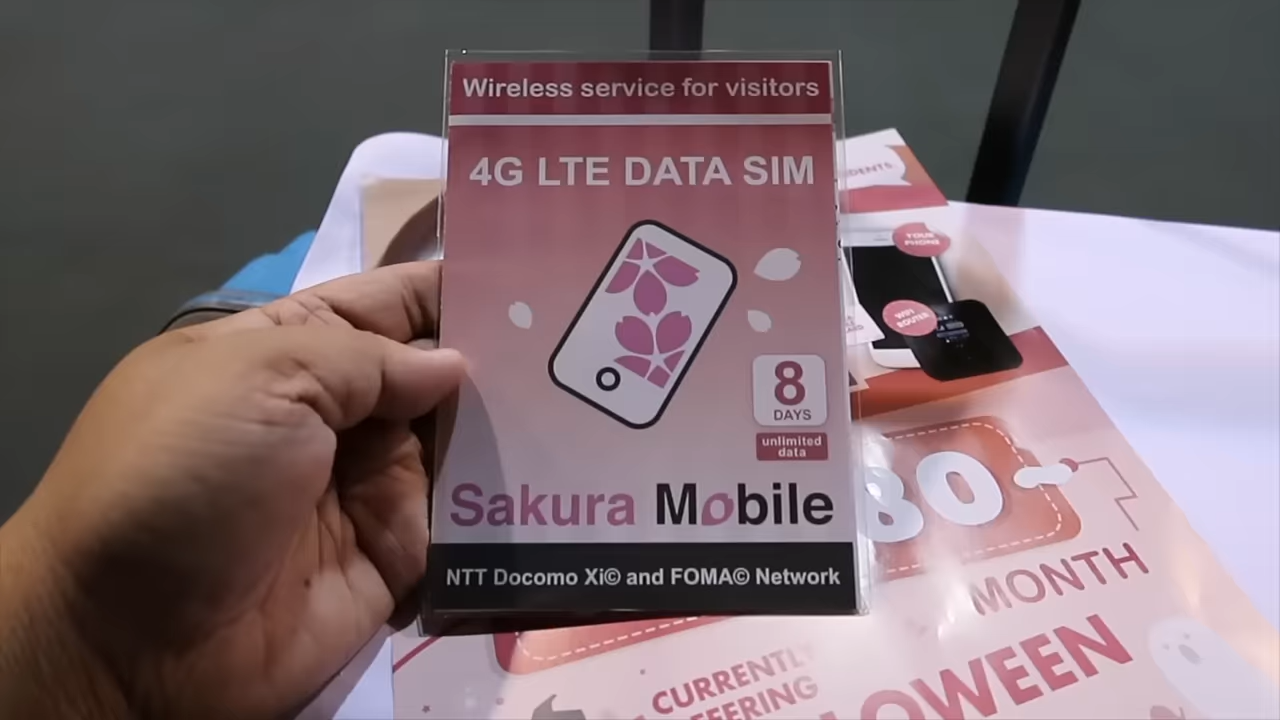 Wireless service for visitors
4G LTE DATA SIM
8
DAYS
unlimited
data
Sakura Mobile
NTT Docomo Xi© and FOMA© Network
YOUR
PHONE
WIFI
ROUTER
80
MONTH
CURRENTLY